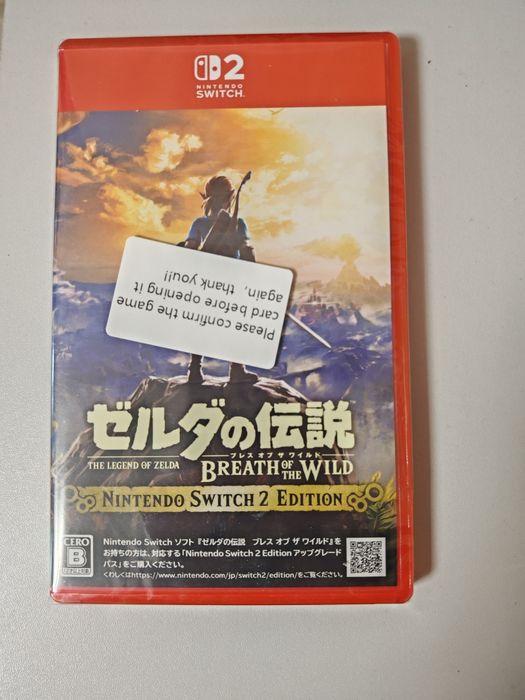 2
NINTENDO
SWITCH™
Please confirm the game
card before opening it
again, thank you!!
ゼルダの伝説
ブレス オブ ザ ワイルド
THE LEGEND OF ZELDA
BREATH OF THE WILD
NINTENDO SWITCH 2 EDITION
CERO
B
Nintendo Switch ソフト『ゼルダの伝説 ブレス オブ ザ ワイルド』を
お持ちの方は、対応する「Nintendo Switch 2 Edition アップグレード
パス」をご購入ください。
くわしくはhttps://www.nintendo.com/jp/switch2/edition/をご覧ください。